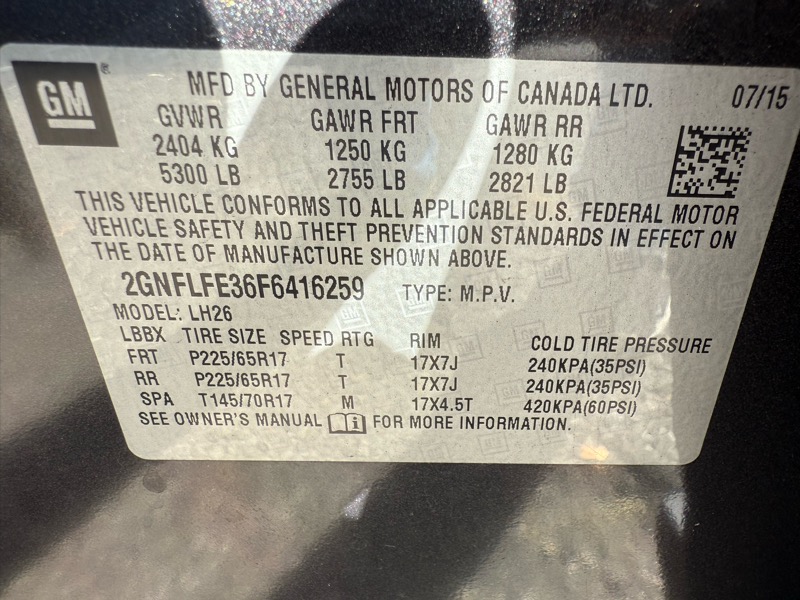 GM®
MFD BY GENERAL MOTORS OF CANADA LTD. 07/15
GVWR GAWR FRT GAWR RR
2404 KG 1250 KG 1280 KG
5300 LB 2755 LB 2821 LB
THIS VEHICLE CONFORMS TO ALL APPLICABLE U.S. FEDERAL MOTOR
VEHICLE SAFETY AND THEFT PREVENTION STANDARDS IN EFFECT ON
THE DATE OF MANUFACTURE SHOWN ABOVE.
2GNFLFE36F6416259 TYPE: M.P.V.
MODEL: LH26
LBBX TIRE SIZE SPEED RTG RIM COLD TIRE PRESSURE
FRT P225/65R17 T 17X7J 240KPA(35PSI)
RR P225/65R17 T 17X7J 240KPA(35PSI)
SPA T145/70R17 M 17X4.5T 420KPA(60PSI)
SEE OWNER'S MANUAL FOR MORE INFORMATION.